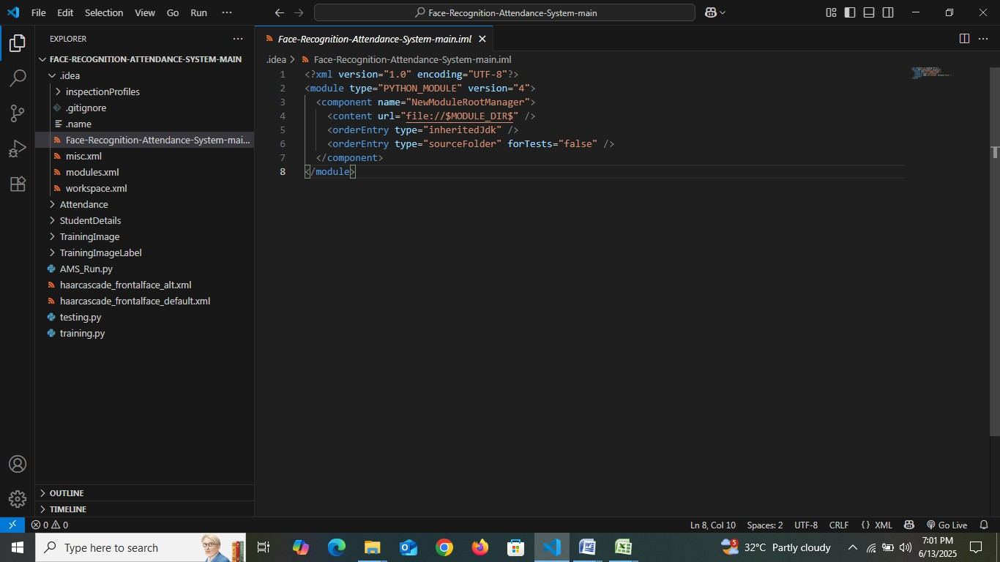 File Edit Selection View Go Run ··· Face-Recognition-Attendance-System-main
EXPLORER
FACE-RECOGNITION-ATTENDANCE-SYSTEM-MAIN
.idea
inspectionProfiles
.gitignore
.name
Face-Recognition-Attendance-System-mai...
misc.xml
modules.xml
workspace.xml
Attendance
StudentDetails
TrainingImage
TrainingImageLabel
AMS_Run.py
haarcascade_frontalface_alt.xml
haarcascade_frontalface_default.xml
testing.py
training.py
OUTLINE
TIMELINE
Face-Recognition-Attendance-System-main.iml
.idea > Face-Recognition-Attendance-System-main.iml
1 <?xml version="1.0" encoding="UTF-8"?>
2 <module type="PYTHON_MODULE" version="4">
3 <component name="NewModuleRootManager">
4 <content url="file://$MODULE_DIR$" />
5 <orderEntry type="inheritedJdk" />
6 <orderEntry type="sourceFolder" forTests="false" />
7 </component>
8 </module>
0 0 Ln 8, Col 10 Spaces: 2 UTF-8 CRLF {} XML Go Live
Type here to search 5 32°C Partly cloudy 7:01 PM
6/13/2025